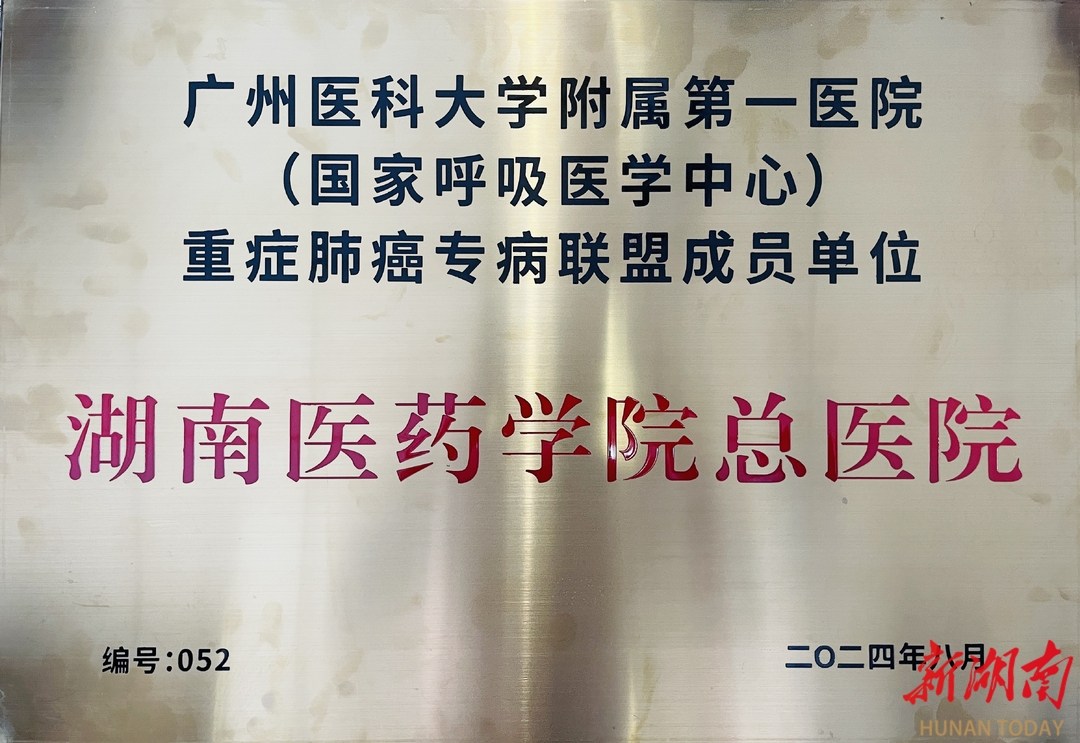 广州医科大学附属第一医院
（国家呼吸医学中心）
重症肺癌专病联盟成员单位
湖南医药学院总医院
编号:052
二〇二四年八月
新湖南
HUNAN TODAY